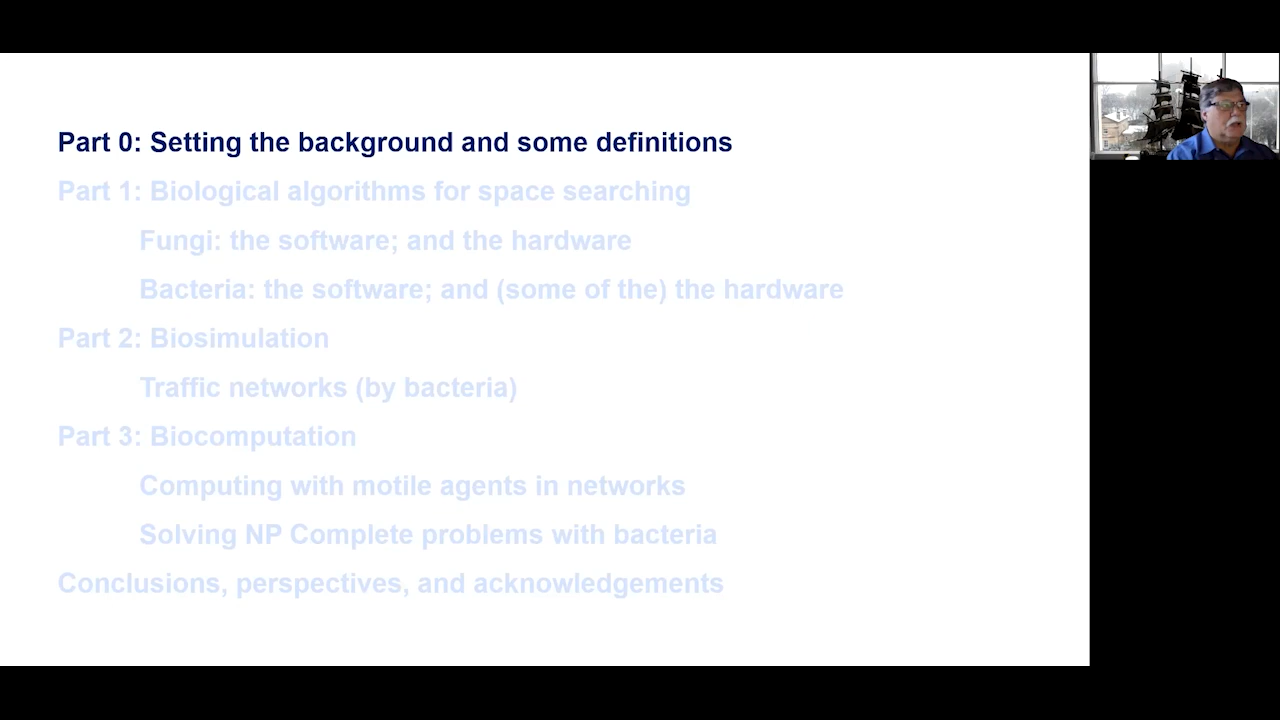 Part 0: Setting the background and some definitions
Part 1: Biological algorithms for space searching
Fungi: the software; and the hardware
Bacteria: the software; and (some of the) the hardware
Part 2: Biosimulation
Traffic networks (by bacteria)
Part 3: Biocomputation
Computing with motile agents in networks
Solving NP Complete problems with bacteria
Conclusions, perspectives, and acknowledgements